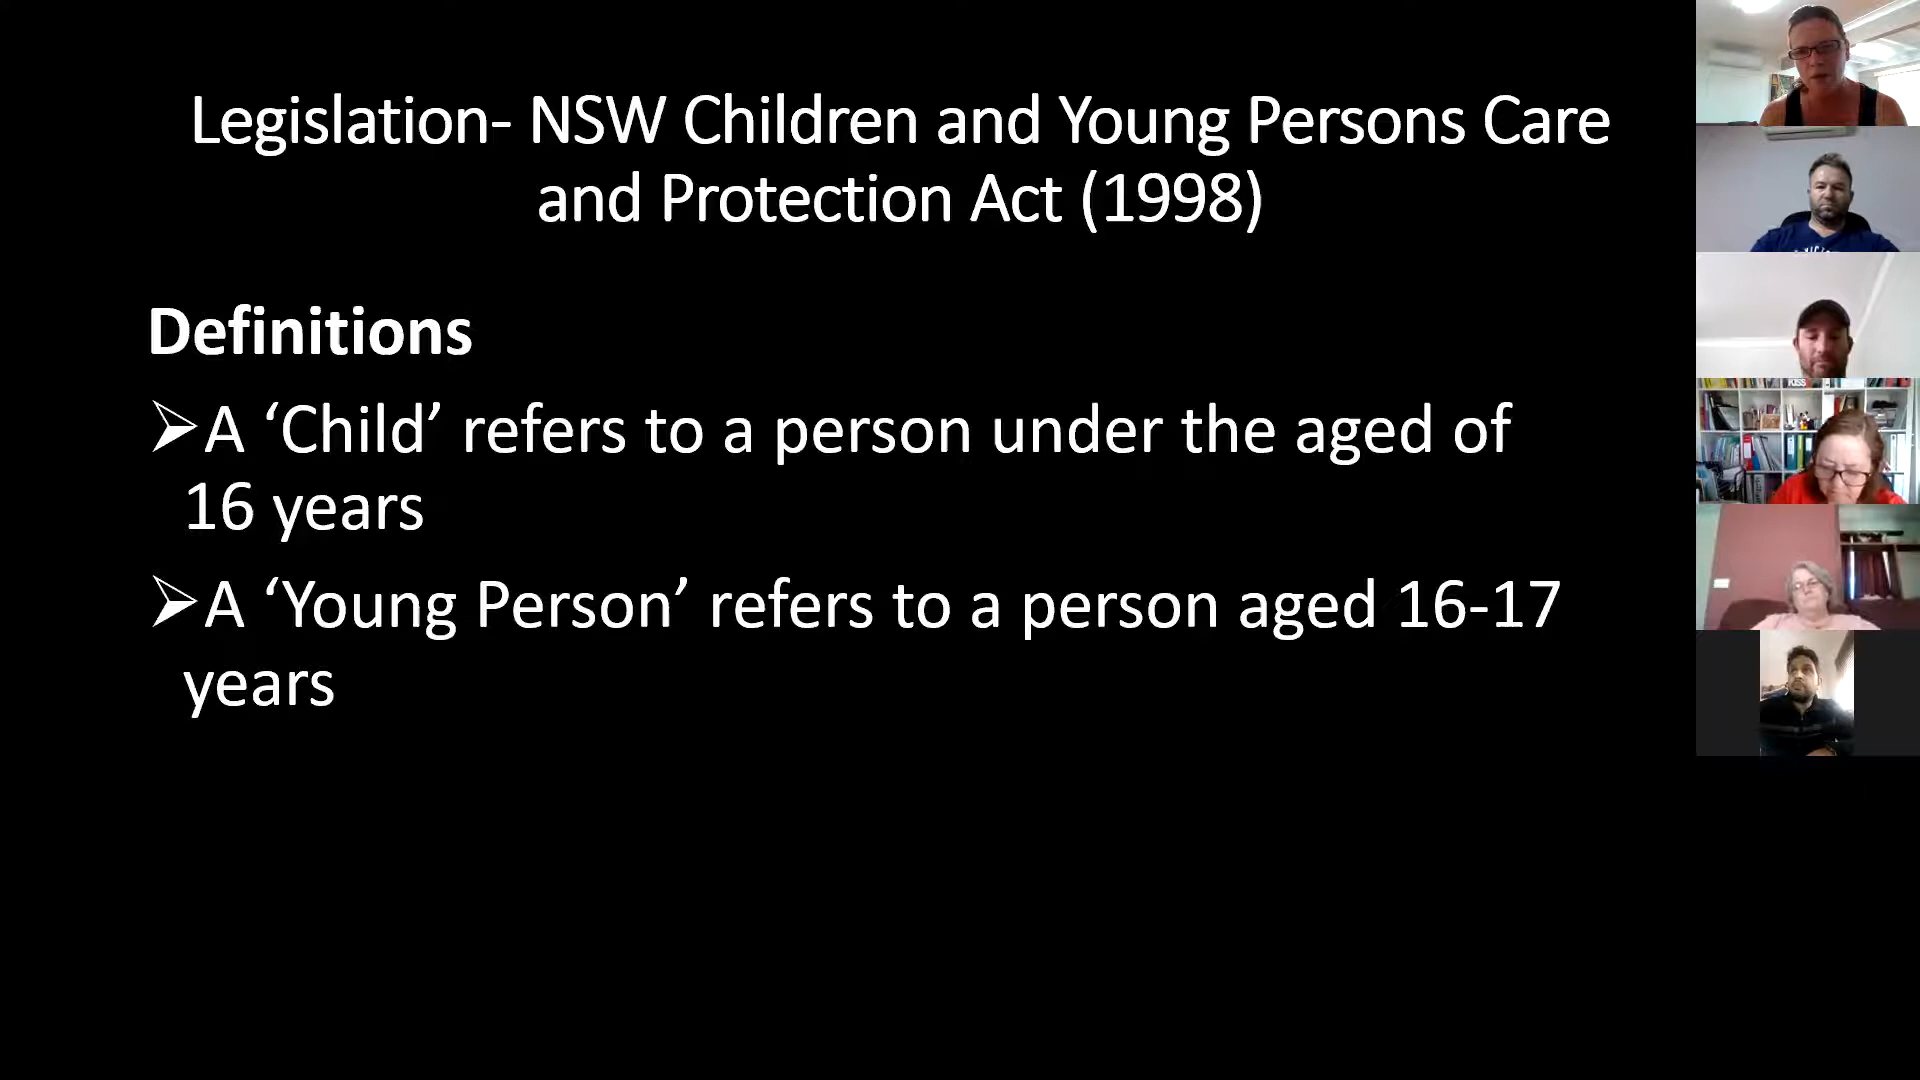 Legislation- NSW Children and Young Persons Care
and Protection Act (1998)
Definitions
➢A ‘Child’ refers to a person under the aged of
16 years
➢A ‘Young Person’ refers to a person aged 16-17
years
KISS